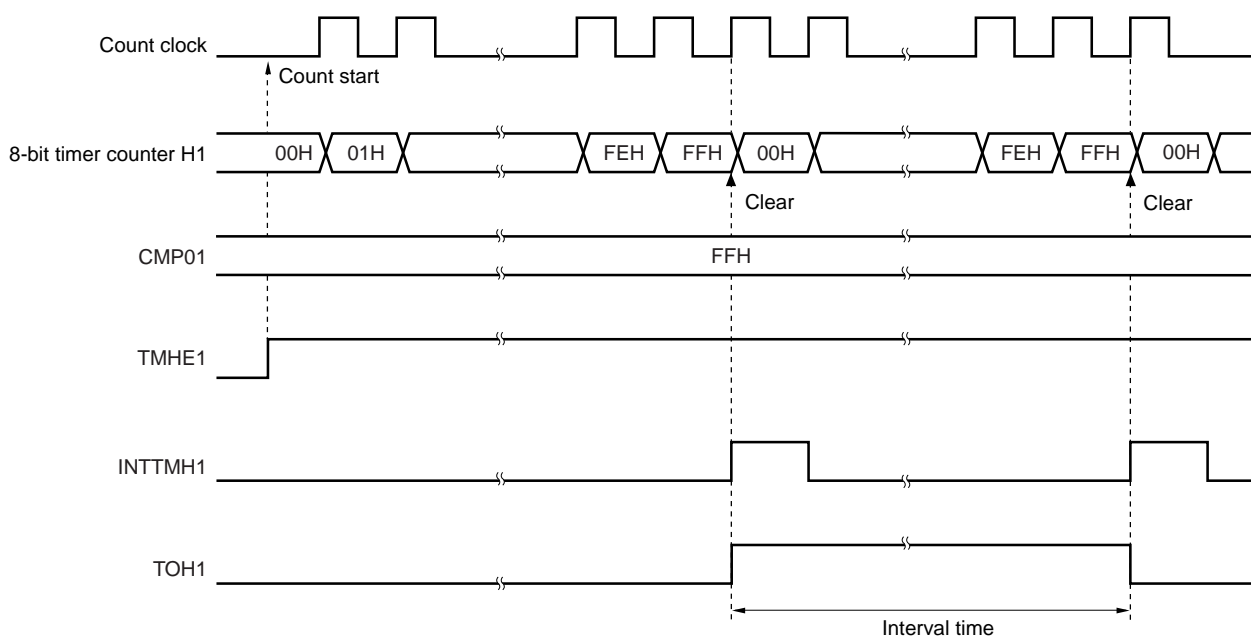 Count clock
Count start
8-bit timer counter H1
00H 01H FEH FFH 00H FEH FFH 00H
Clear Clear
CMP01 FFH
TMHE1
INTTMH1
TOH1
Interval time